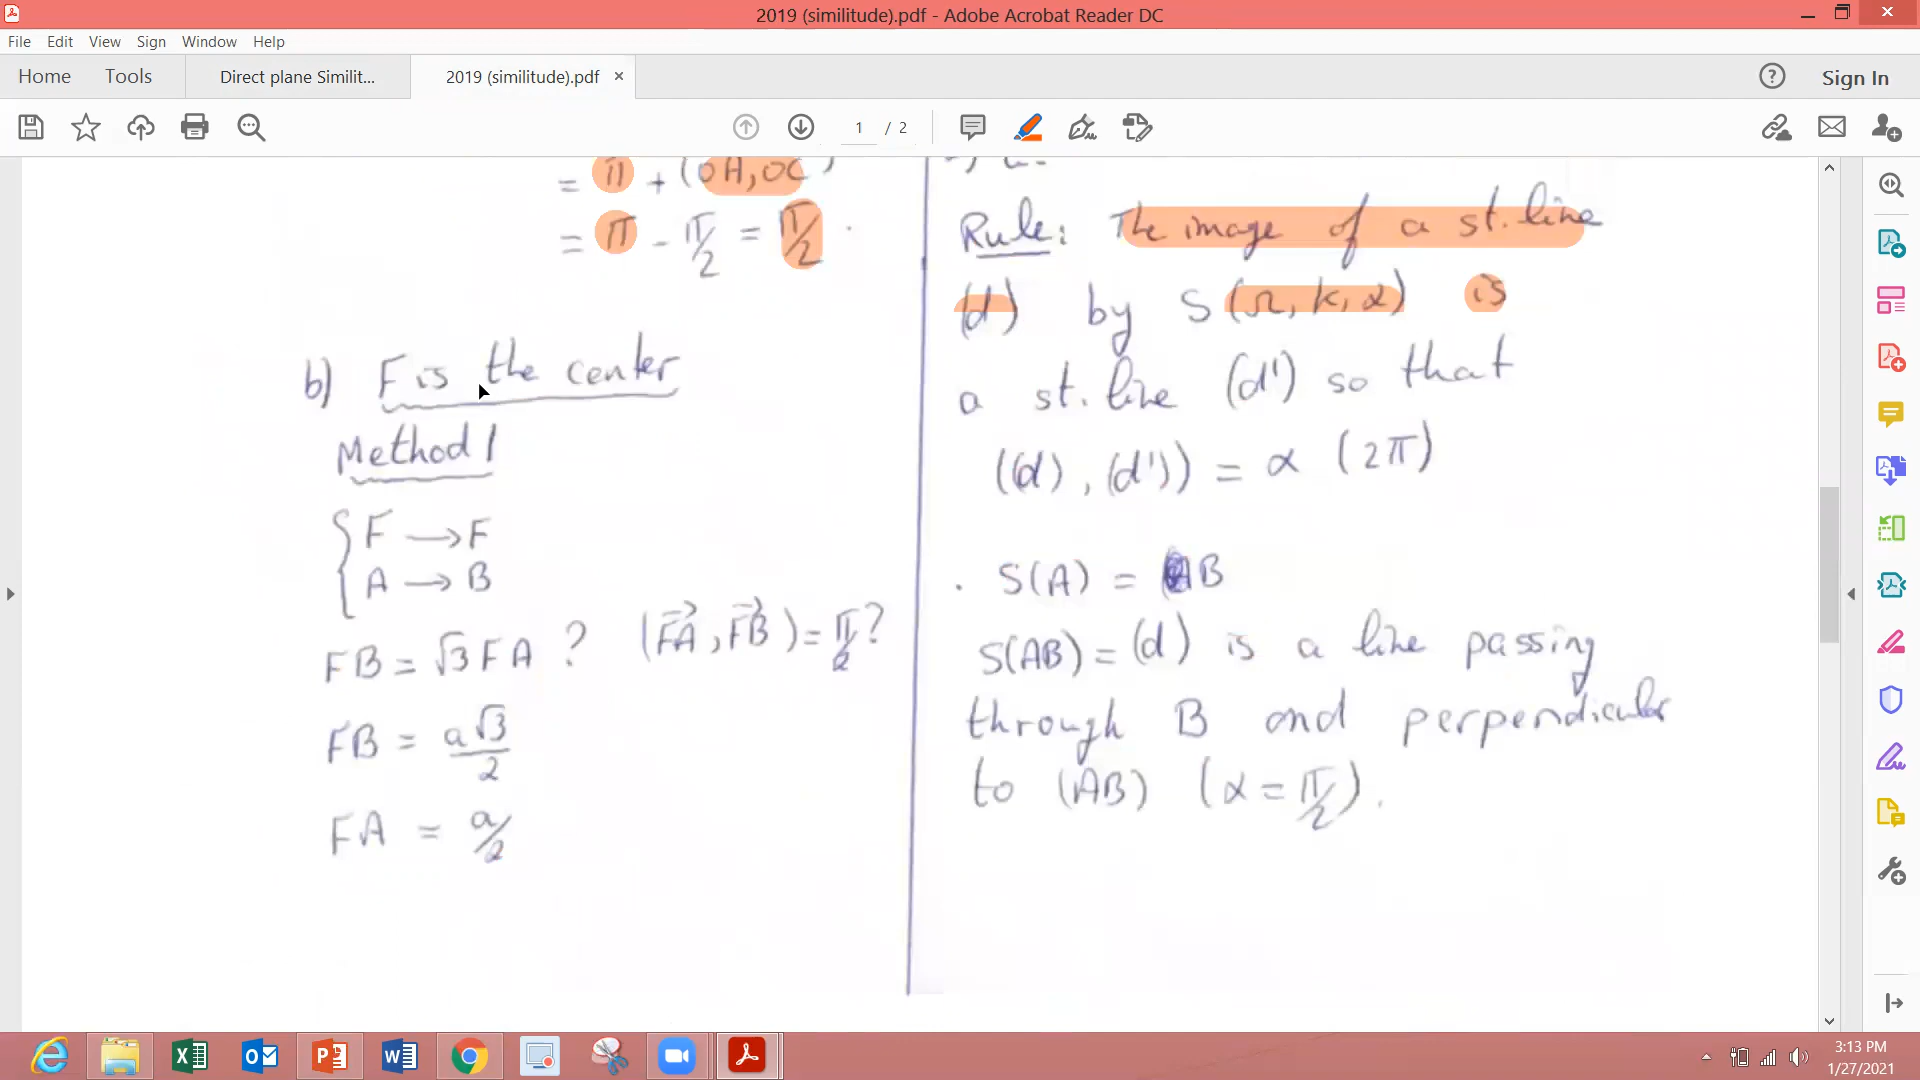 2019 (similitude).pdf - Adobe Acrobat Reader DC
File Edit View Sign Window Help
Home Tools Direct plane Similit... 2019 (similitude).pdf × Sign In
1 / 2
= π + (OA, OC)
= π - π/2 = π/2 .
b) F is the center
Method 1
{ F → F
A → B
FB = √3 FA ? (FA, FB) = π/2 ?
FB = a√3/2
FA = a/2
Rule: The image of a st. line
(d) by S(Ω, k, α) is
a st. line (d') so that
((d), (d')) = α (2π)
. S(A) = B
S(AB) = (d) is a line passing
through B and perpendicular
to (AB) (α = π/2).
3:13 PM
1/27/2021